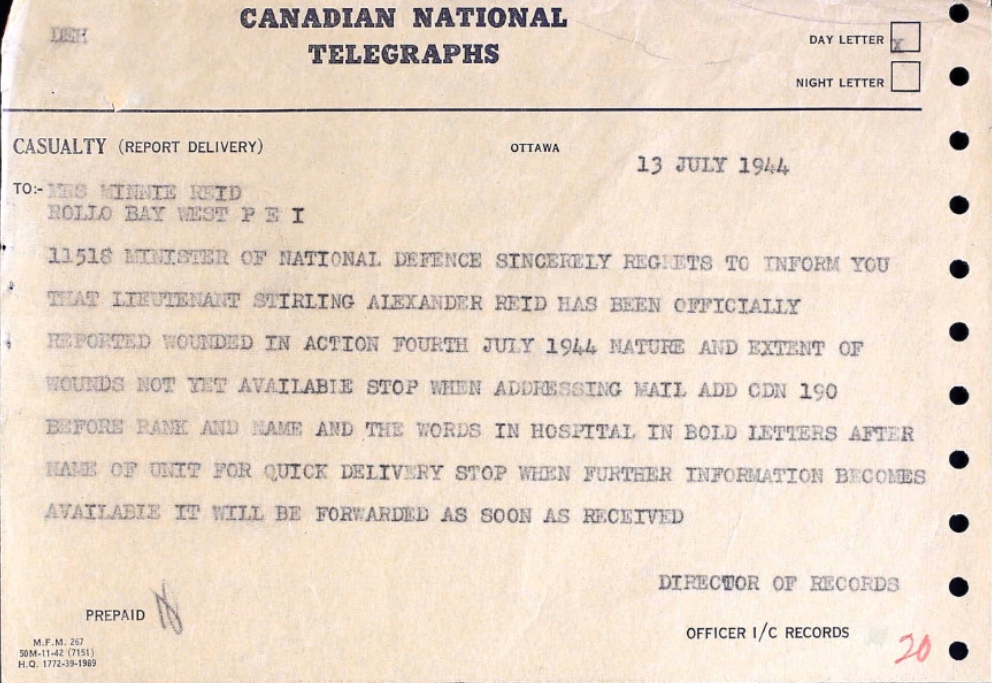 DEH
CANADIAN NATIONAL
TELEGRAPHS
DAY LETTER X
NIGHT LETTER
CASUALTY (REPORT DELIVERY)
OTTAWA
13 JULY 1944
TO:- MRS MINNIE REID
ROLLO BAY WEST P E I
11518 MINISTER OF NATIONAL DEFENCE SINCERELY REGRETS TO INFORM YOU
THAT LIEUTENANT STIRLING ALEXANDER REID HAS BEEN OFFICIALLY
REPORTED WOUNDED IN ACTION FOURTH JULY 1944 NATURE AND EXTENT OF
WOUNDS NOT YET AVAILABLE STOP WHEN ADDRESSING MAIL ADD CDN 190
BEFORE RANK AND NAME AND THE WORDS IN HOSPITAL IN BOLD LETTERS AFTER
NAME OF UNIT FOR QUICK DELIVERY STOP WHEN FURTHER INFORMATION BECOMES
AVAILABLE IT WILL BE FORWARDED AS SOON AS RECEIVED
DIRECTOR OF RECORDS
PREPAID
OFFICER I/C RECORDS
20
M.F.M. 267
50M-11-42 (7151)
H.Q. 1772-39-1989